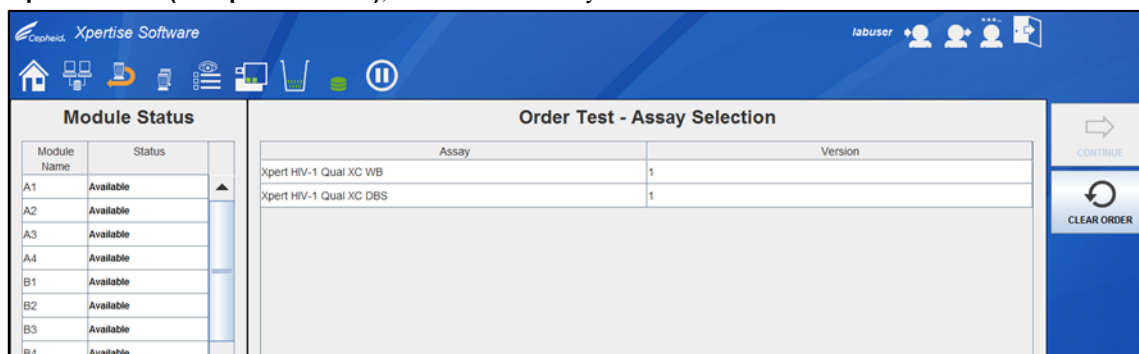 Cepheid. Xpertise Software
labuser
Module Status
Order Test - Assay Selection
Module Name Status
Assay Version
CONTINUE
A1 Available
Xpert HIV-1 Qual XC WB 1
A2 Available
Xpert HIV-1 Qual XC DBS 1
CLEAR ORDER
A3 Available
A4 Available
B1 Available
B2 Available
B3 Available
B4 Available